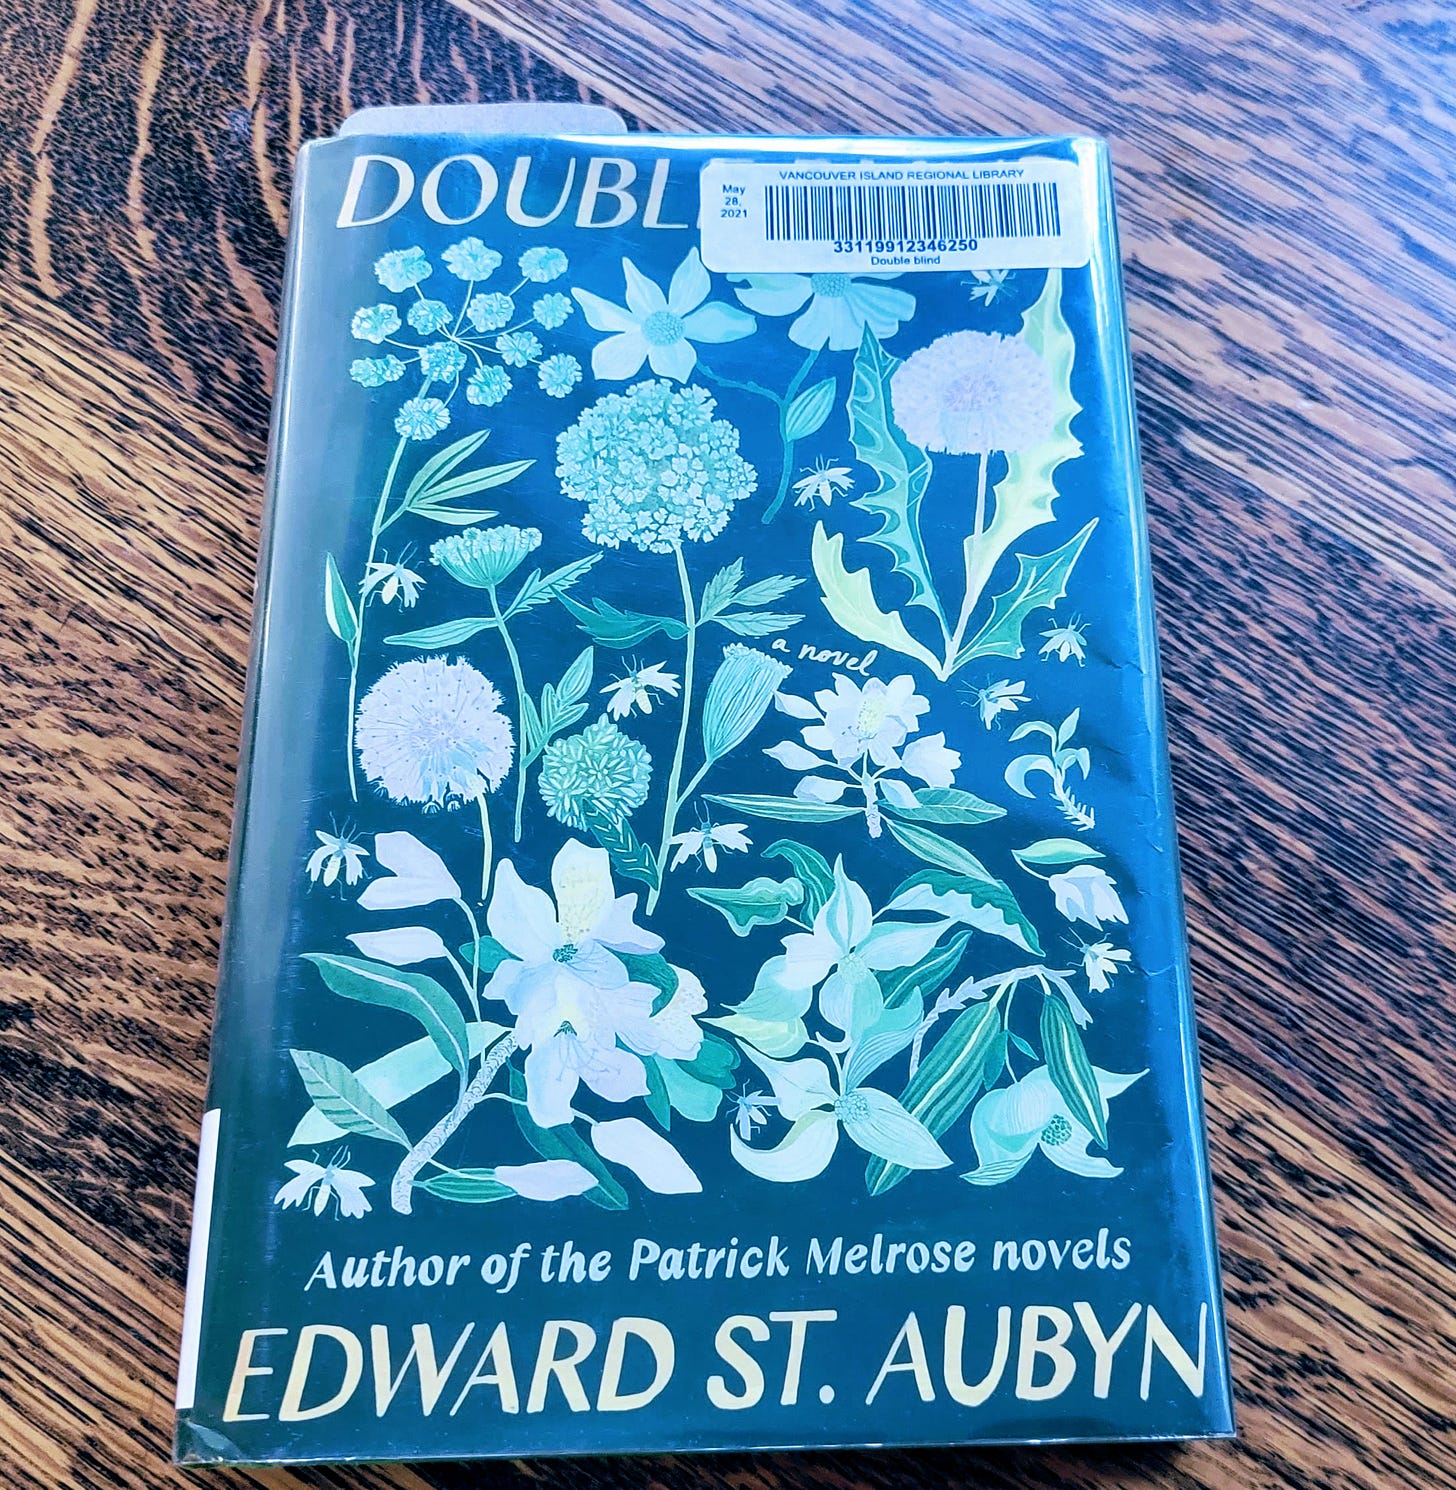 DOUBLE
VANCOUVER ISLAND REGIONAL LIBRARY
May
28,
2021
33119912346250
Double blind
a novel
Author of the Patrick Melrose novels
EDWARD ST. AUBYN